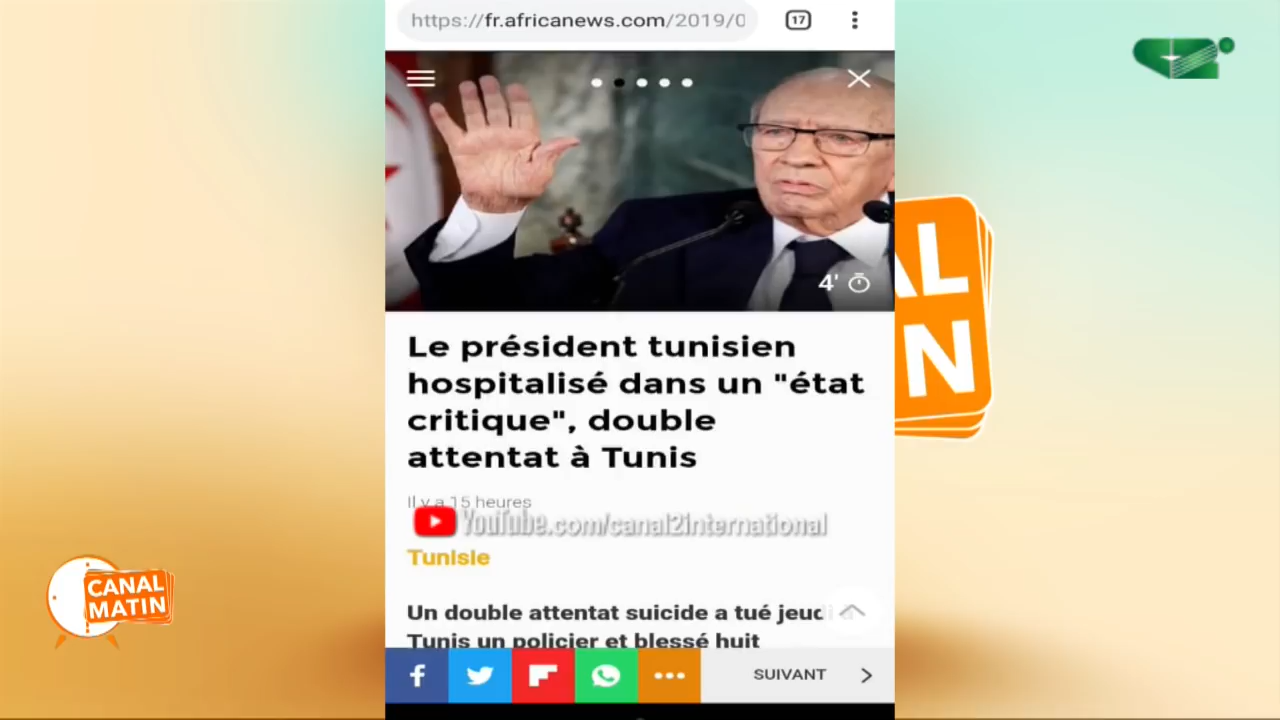 https://fr.africanews.com/2019/0
17
4'
Le président tunisien
hospitalisé dans un "état
critique", double
attentat à Tunis
Il y a 15 heures
YouTube.com/canal2international
Tunisie
Un double attentat suicide a tué jeudi à
Tunis un policier et blessé huit
SUIVANT
CANAL
MATIN
AL
N